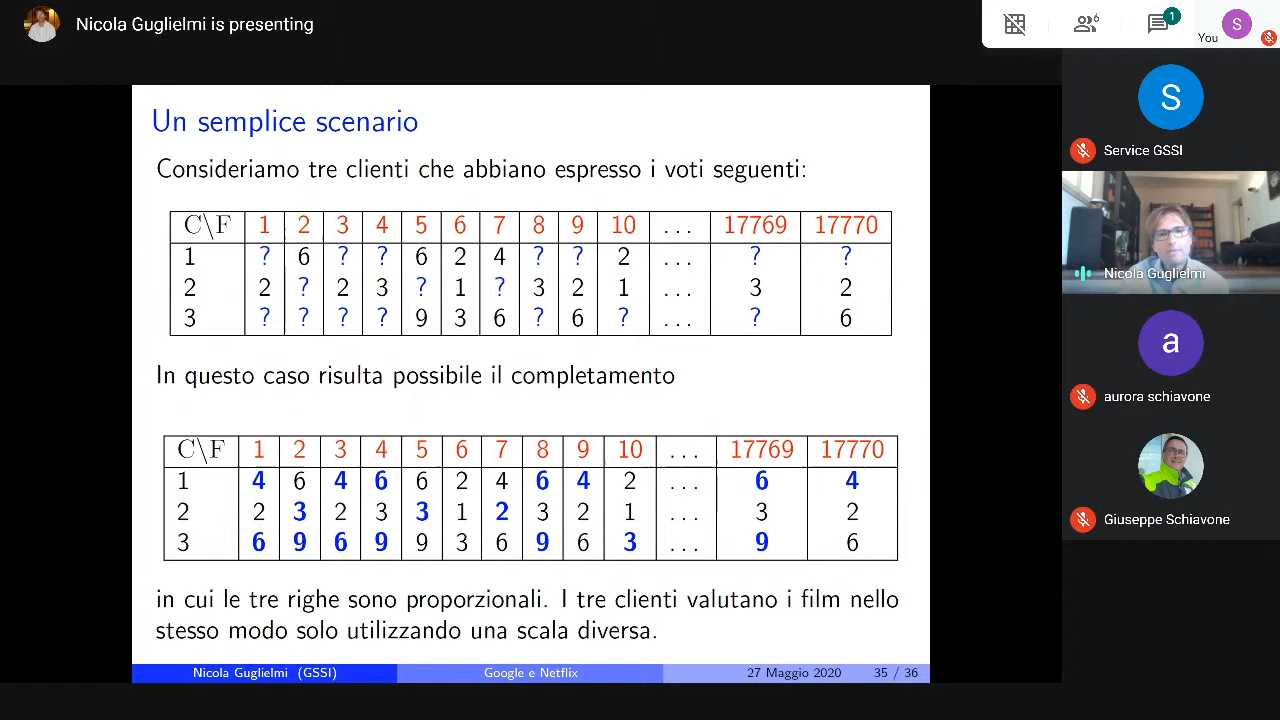 Nicola Guglielmi is presenting
6
1
You
S
Un semplice scenario
Consideriamo tre clienti che abbiano espresso i voti seguenti:
C\F 1 2 3 4 5 6 7 8 9 10 ... 17769 17770
1 ? 6 ? ? 6 2 4 ? ? 2 ... ? ?
2 2 ? 2 3 ? 1 ? 3 2 1 ... 3 2
3 ? ? ? ? 9 3 6 ? 6 ? ... ? 6
In questo caso risulta possibile il completamento
C\F 1 2 3 4 5 6 7 8 9 10 ... 17769 17770
1 4 6 4 6 6 2 4 6 4 2 ... 6 4
2 2 3 2 3 3 1 2 3 2 1 ... 3 2
3 6 9 6 9 9 3 6 9 6 3 ... 9 6
in cui le tre righe sono proporzionali. I tre clienti valutano i film nello
stesso modo solo utilizzando una scala diversa.
Nicola Guglielmi (GSSI) Google e Netflix 27 Maggio 2020 35 / 36
S
Service GSSI
Nicola Guglielmi
a
aurora schiavone
Giuseppe Schiavone